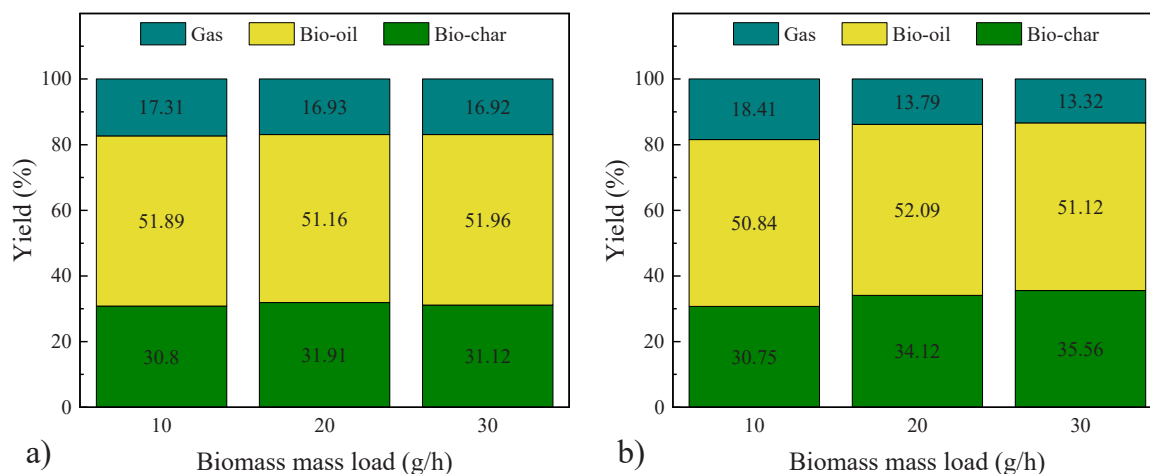 Gas Bio-oil Bio-char
100
80
60
40
20
0
Yield (%)
17.31 16.93 16.92
51.89 51.16 51.96
30.8 31.91 31.12
10 20 30
a) Biomass mass load (g/h)
Gas Bio-oil Bio-char
100
80
60
40
20
0
Yield (%)
18.41 13.79 13.32
50.84 52.09 51.12
30.75 34.12 35.56
10 20 30
b) Biomass mass load (g/h)